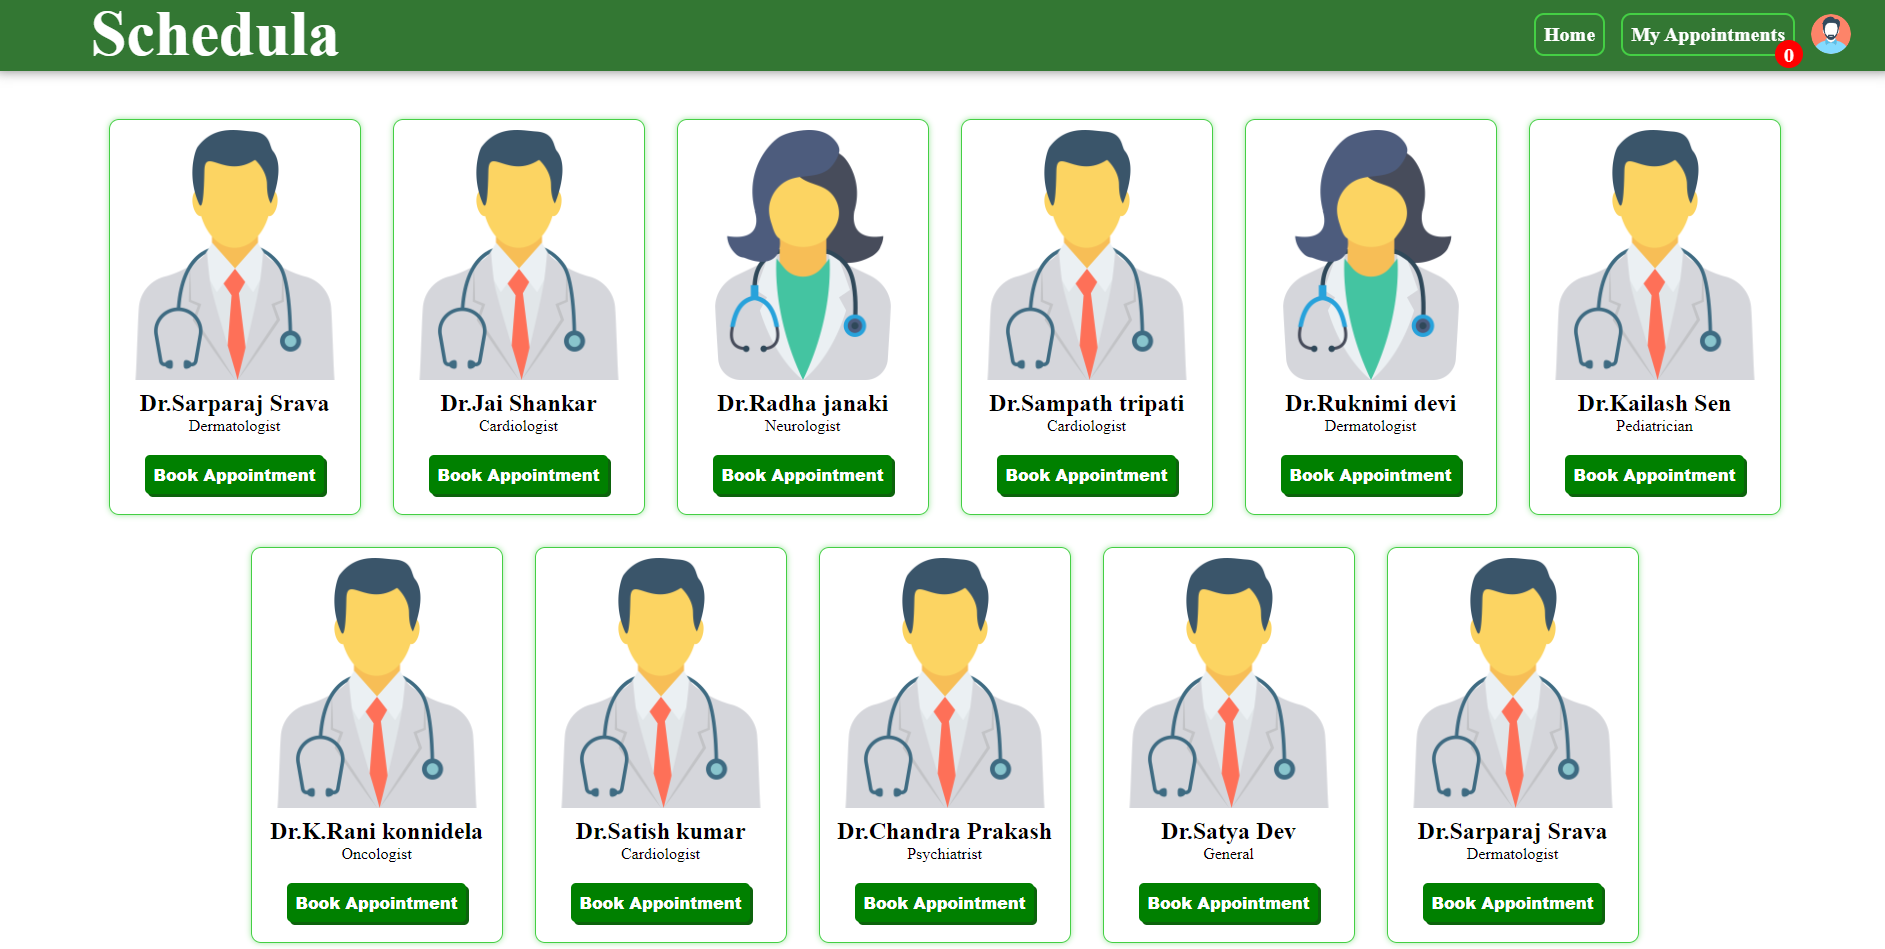 Schedula
Home
My Appointments
0
Dr.Sarparaj Srava
Dermatologist
Book Appointment
Dr.Jai Shankar
Cardiologist
Book Appointment
Dr.Radha janaki
Neurologist
Book Appointment
Dr.Sampath tripati
Cardiologist
Book Appointment
Dr.Ruknimi devi
Dermatologist
Book Appointment
Dr.Kailash Sen
Pediatrician
Book Appointment
Dr.K.Rani konnidela
Oncologist
Book Appointment
Dr.Satish kumar
Cardiologist
Book Appointment
Dr.Chandra Prakash
Psychiatrist
Book Appointment
Dr.Satya Dev
General
Book Appointment
Dr.Sarparaj Srava
Dermatologist
Book Appointment